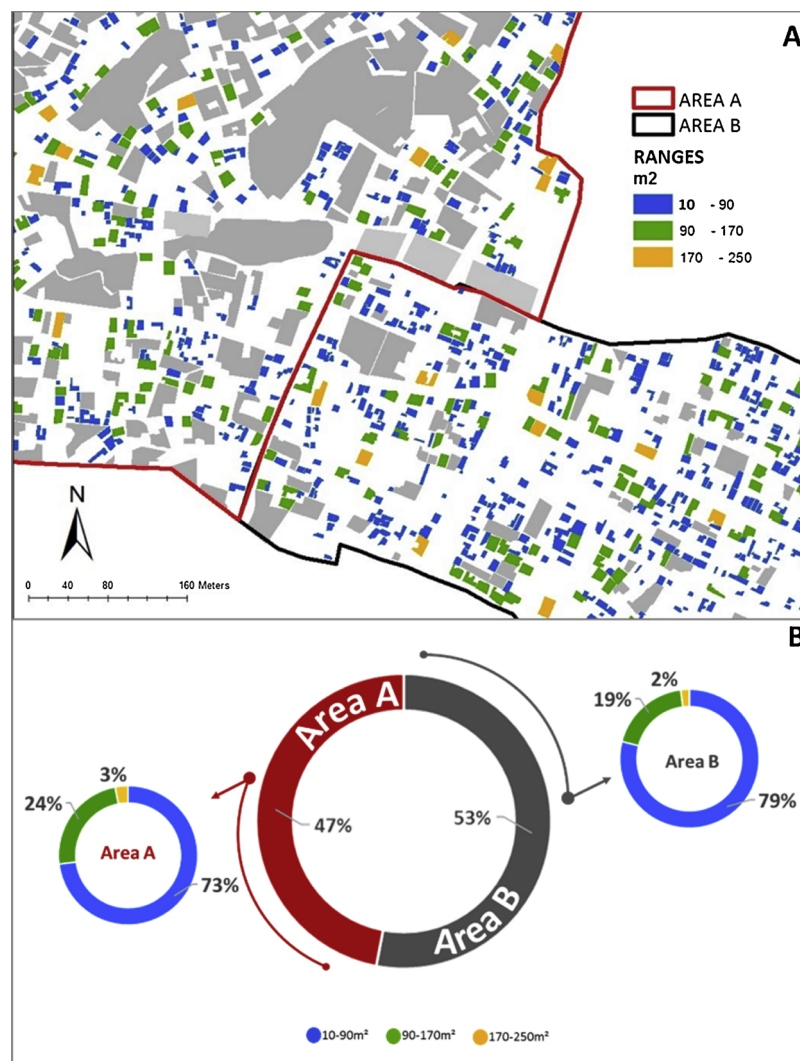 A
AREA A
AREA B
RANGES
m2
10 - 90
90 - 170
170 - 250
N
0 40 80 160 Meters
B
Area A
47%
53%
Area B
3%
24%
Area A
73%
2%
19%
Area B
79%
10-90m² 90-170m² 170-250m²